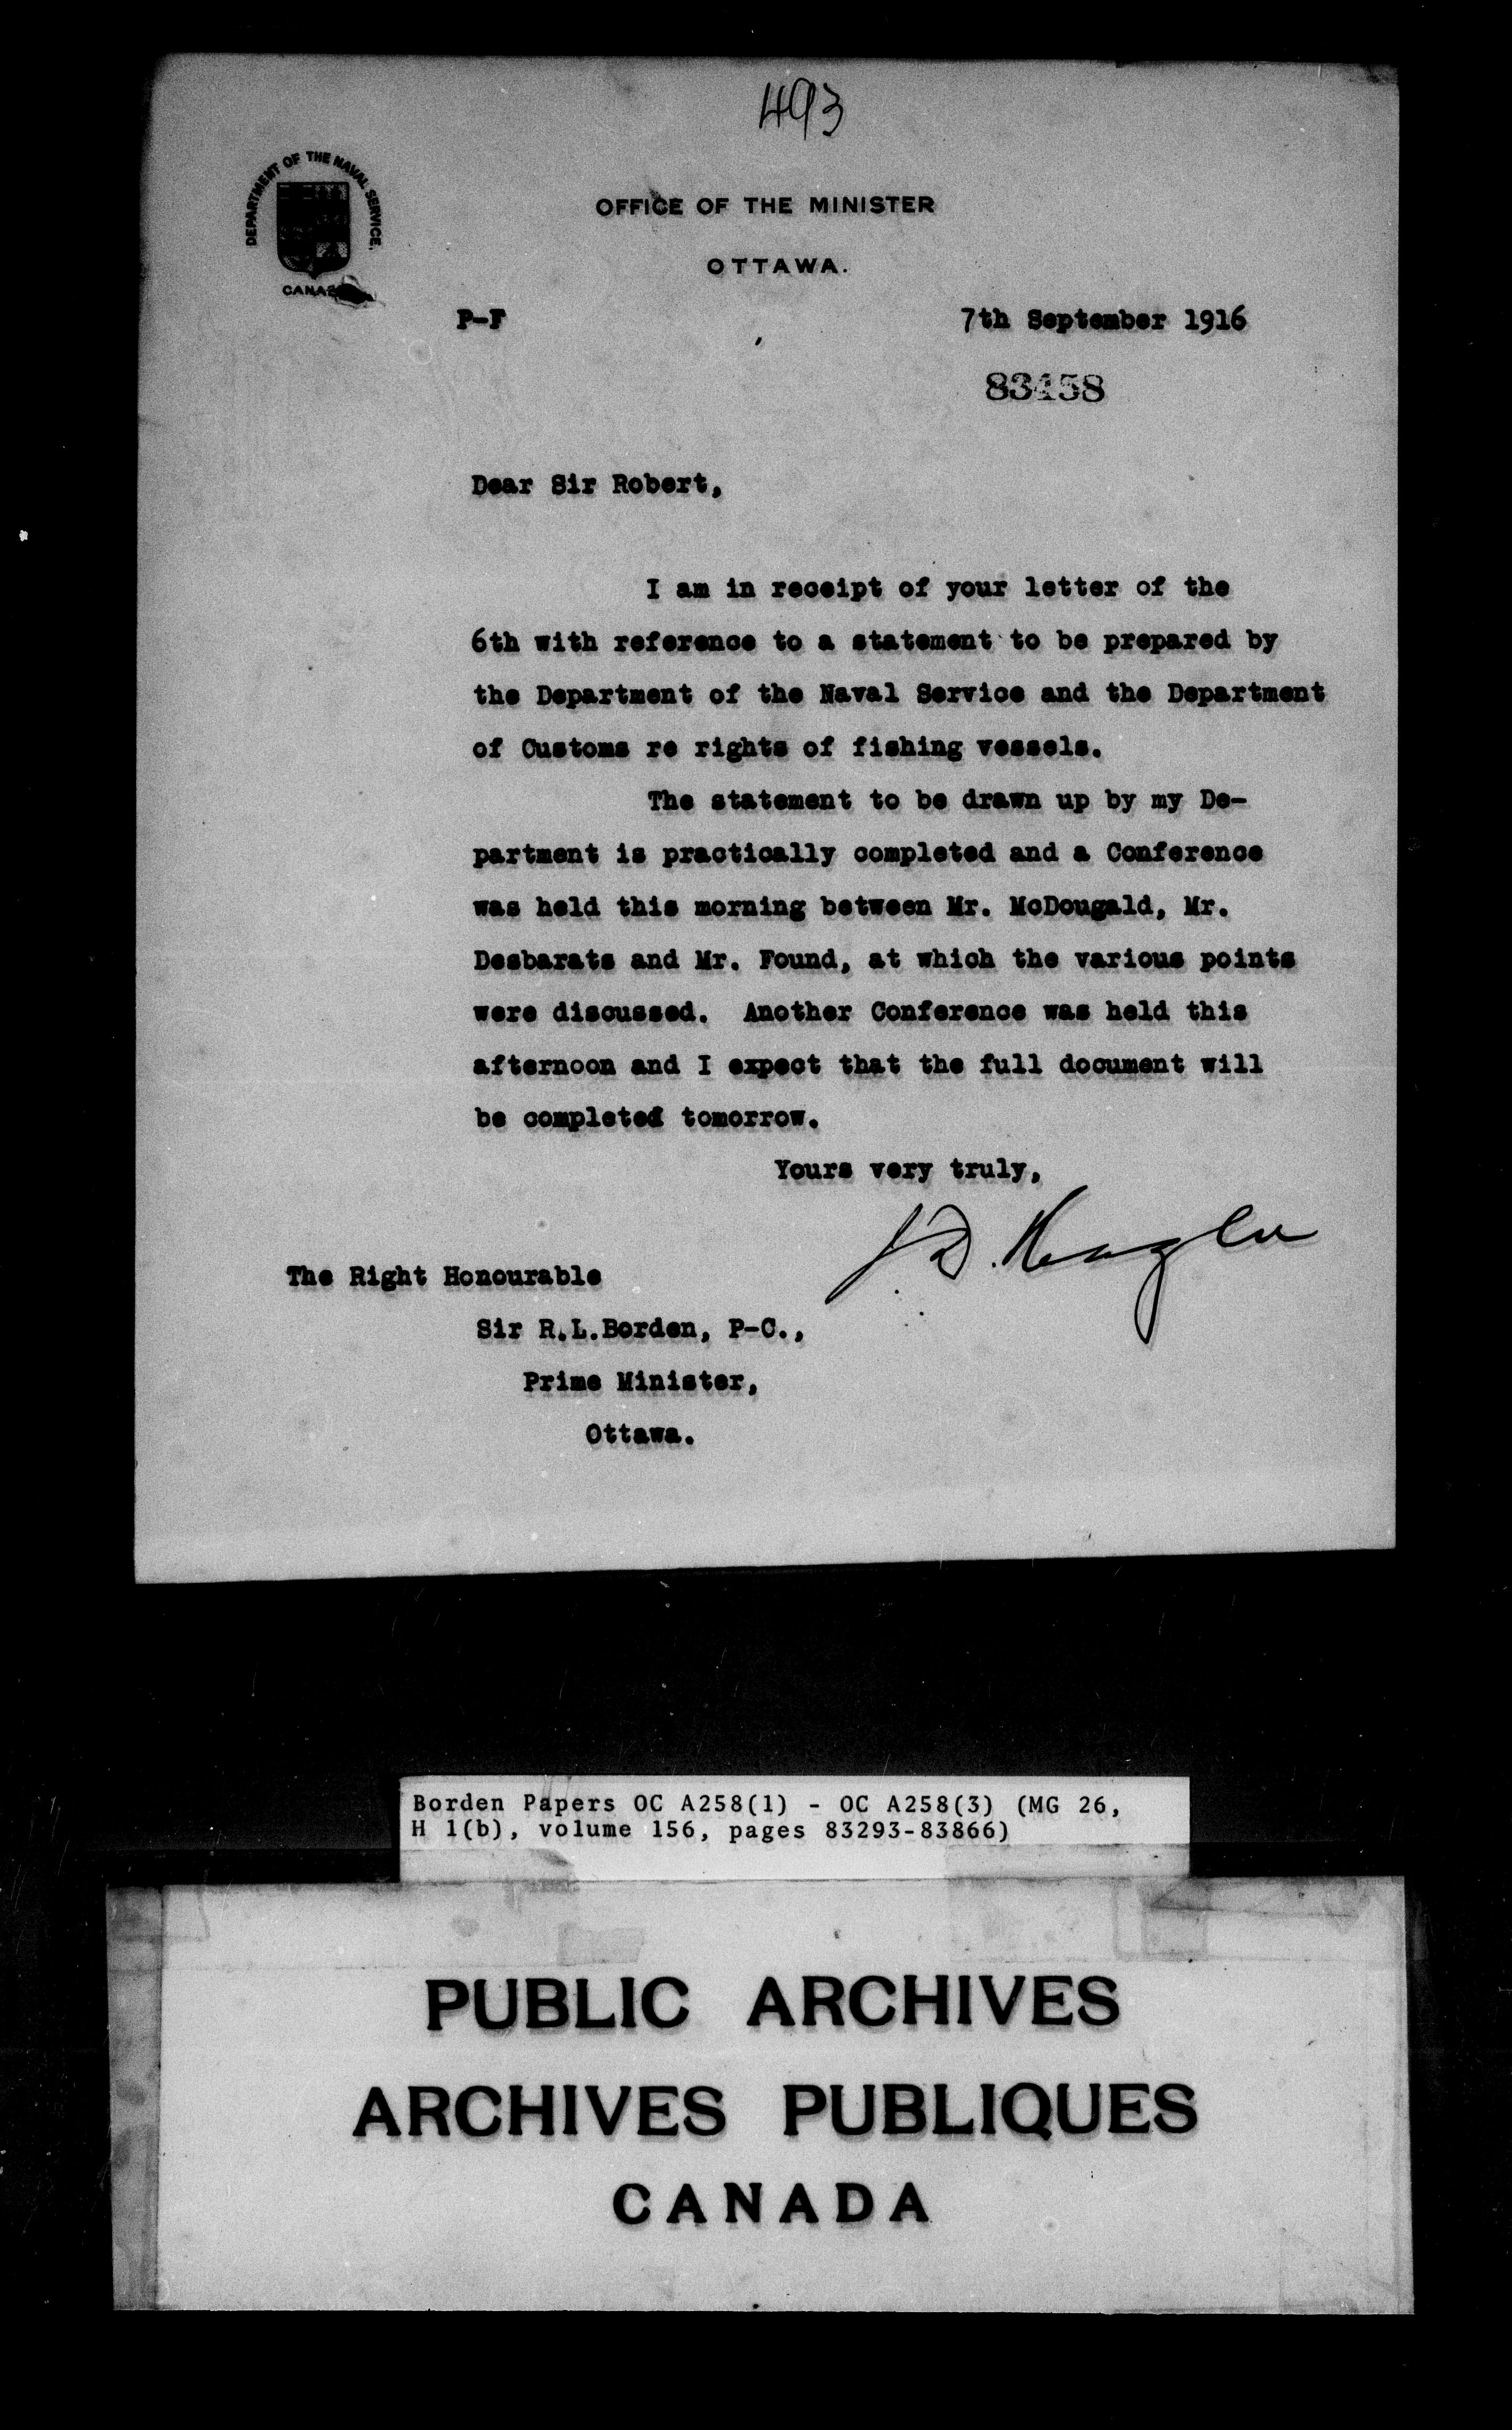 493
DEPARTMENT OF THE NAVAL SERVICE.
OFFICE OF THE MINISTER
OTTAWA.
P-F
7th September 1916
83458
Dear Sir Robert,
I am in receipt of your letter of the
6th with reference to a statement to be prepared by
the Department of the Naval Service and the Department
of Customs re rights of fishing vessels.
The statement to be drawn up by my De-
partment is practically completed and a Conference
was held this morning between Mr. McDougald, Mr.
Desbarats and Mr. Found, at which the various points
were discussed. Another Conference was held this
afternoon and I expect that the full document will
be completed tomorrow.
Yours very truly,
J.D. Hazen
The Right Honourable
Sir R.L.Borden, P-C.,
Prime Minister,
Ottawa.
Borden Papers OC A258(1) - OC A258(3) (MG 26,
H 1(b), volume 156, pages 83293-83866)
PUBLIC ARCHIVES
ARCHIVES PUBLIQUES
CANADA